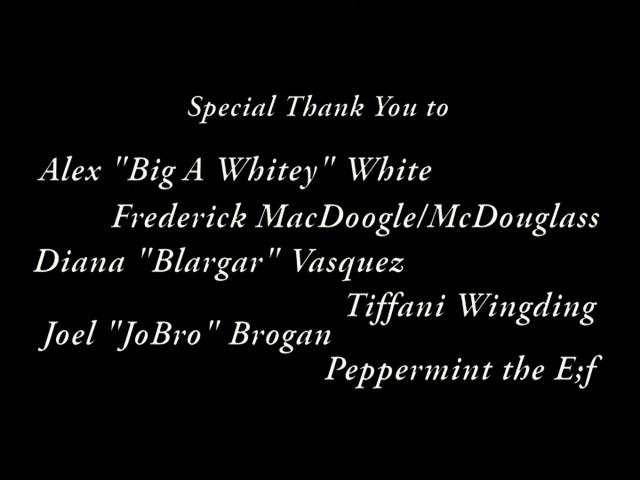 Special Thank You to
Alex "Big A Whitey" White
Frederick MacDoogle/McDouglass
Diana "Blargar" Vasquez
Tiffani Wingding
Joel "JoBro" Brogan
Peppermint the E;f